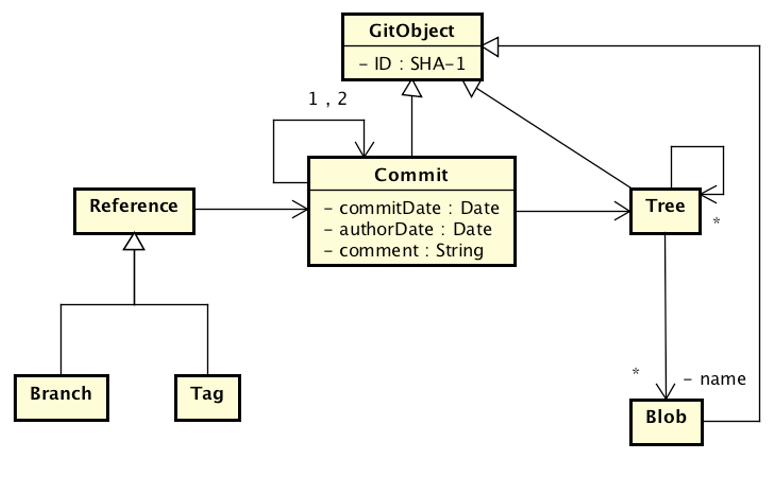 GitObject
- ID : SHA-1
1 , 2
Commit
- commitDate : Date
- authorDate : Date
- comment : String
Reference
Tree
*
Branch
Tag
*
- name
Blob